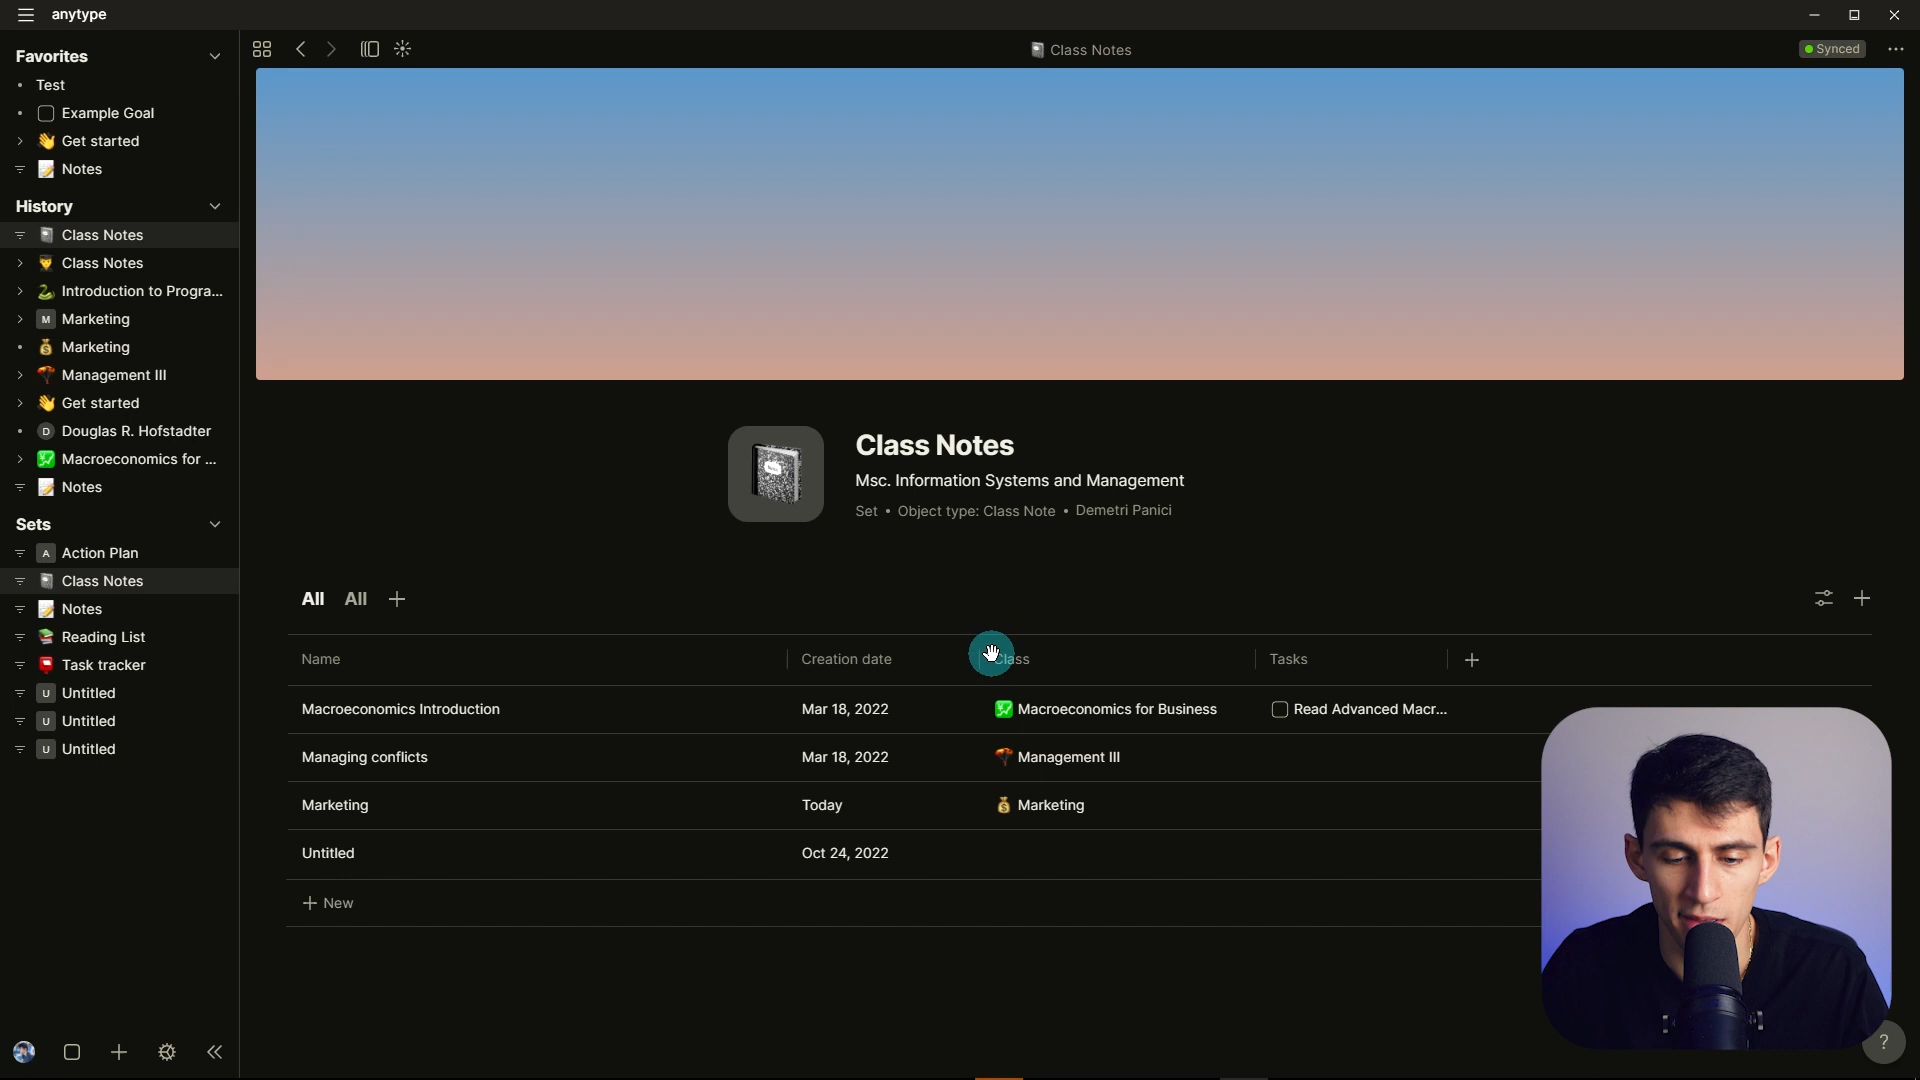 anytype
Favorites
Test
Example Goal
Get started
Notes
History
Class Notes
Class Notes
Introduction to Progra...
M Marketing
Marketing
Management III
Get started
D Douglas R. Hofstadter
Macroeconomics for ...
Notes
Sets
A Action Plan
Class Notes
Notes
Reading List
Task tracker
U Untitled
U Untitled
U Untitled
Class Notes
Synced
Class Notes
Msc. Information Systems and Management
Set • Object type: Class Note • Demetri Panici
All All
Name Creation date Class Tasks
Macroeconomics Introduction Mar 18, 2022 Macroeconomics for Business Read Advanced Macr...
Managing conflicts Mar 18, 2022 Management III
Marketing Today Marketing
Untitled Oct 24, 2022
+ New
?